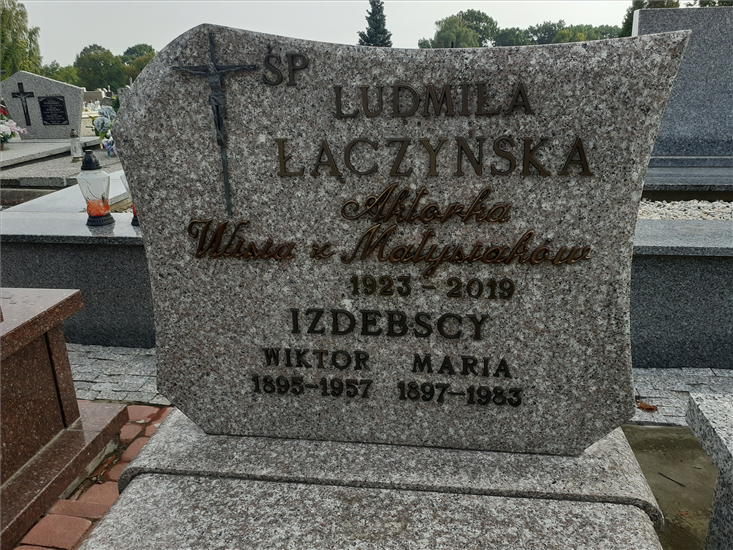 ŚP
LUDMIŁA
ŁĄCZYŃSKA
Aktorka
Wisia z Matysiaków
1923 - 2019
IZDEBSCY
WIKTOR MARIA
1895-1957 1897-1983